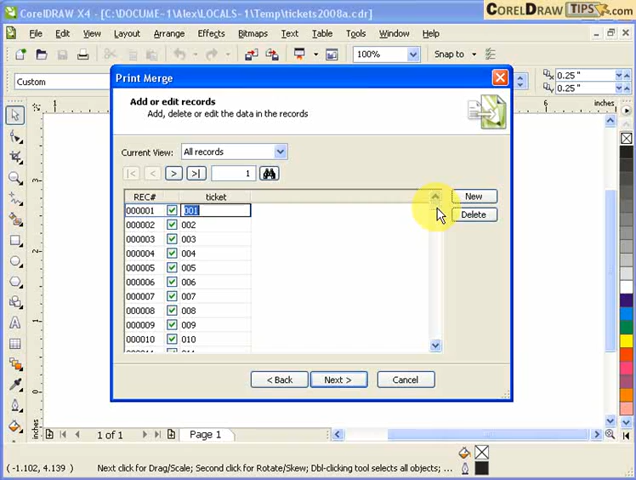 CORELDRAW TIPS.com
CorelDRAW X4 - [C:\DOCUME~1\Alex\LOCALS~1\Temp\tickets2008a.cdr]
File Edit View Layout Arrange Effects Bitmaps Text Table Tools Window Help
100% Snap to
Custom
0.25"
0.25"
Print Merge
Add or edit records
Add, delete or edit the data in the records
Current View: All records
1
REC# ticket
New
Delete
000001 001
000002 002
000003 003
000004 004
000005 005
000006 006
000007 007
000008 008
000009 009
000010 010
< Back Next > Cancel
6 inches
0
inches
1 of 1 Page 1
(-1.102, 4.139) Next click for Drag/Scale; Second click for Rotate/Skew; Dbl-clicking tool selects all objects;